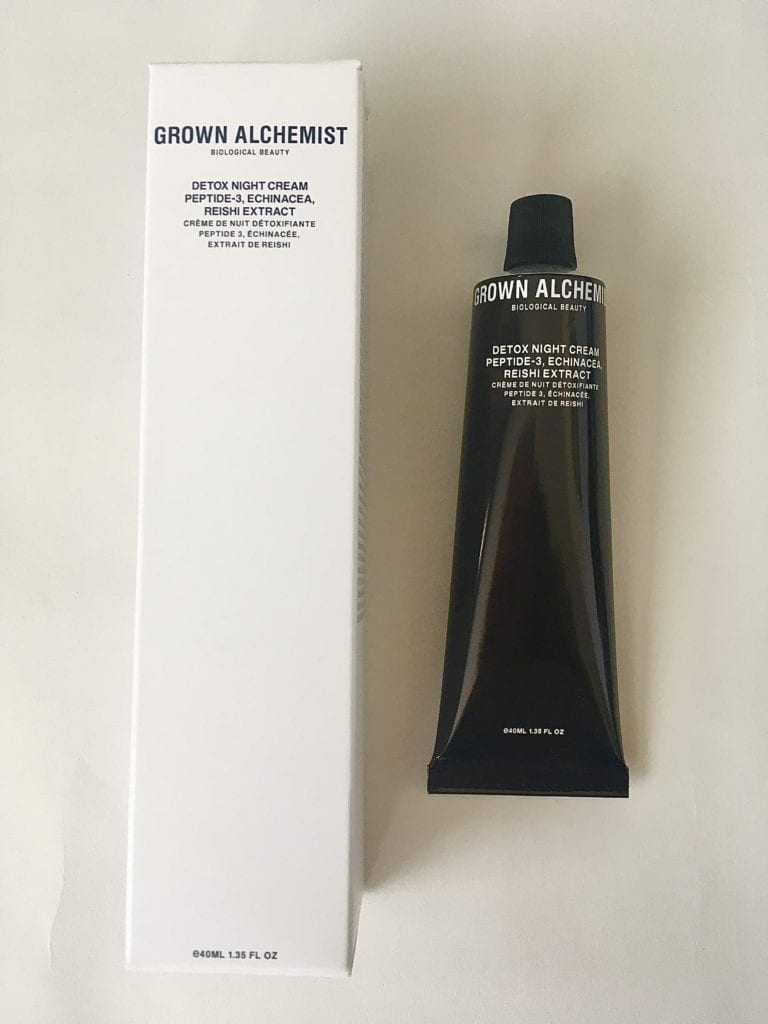 GROWN ALCHEMIST
BIOLOGICAL BEAUTY
DETOX NIGHT CREAM
PEPTIDE-3, ECHINACEA,
REISHI EXTRACT
CRÈME DE NUIT DÉTOXIFIANTE
PEPTIDE 3, ÉCHINACÉE,
EXTRAIT DE REISHI
℮40ML 1.35 FL OZ
GROWN ALCHEMI
BIOLOGICAL BEAUTY
DETOX NIGHT CREAM
PEPTIDE-3, ECHINACEA,
REISHI EXTRACT
CRÈME DE NUIT DÉTOXIFIANTE
PEPTIDE 3, ÉCHINACÉE,
EXTRAIT DE REISHI
℮40ML 1.35 FL OZ